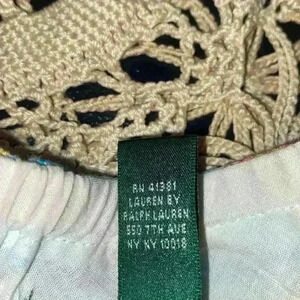 RN 41381
LAUREN BY
RALPH LAUREN
550 7TH AVE
NY NY 10018